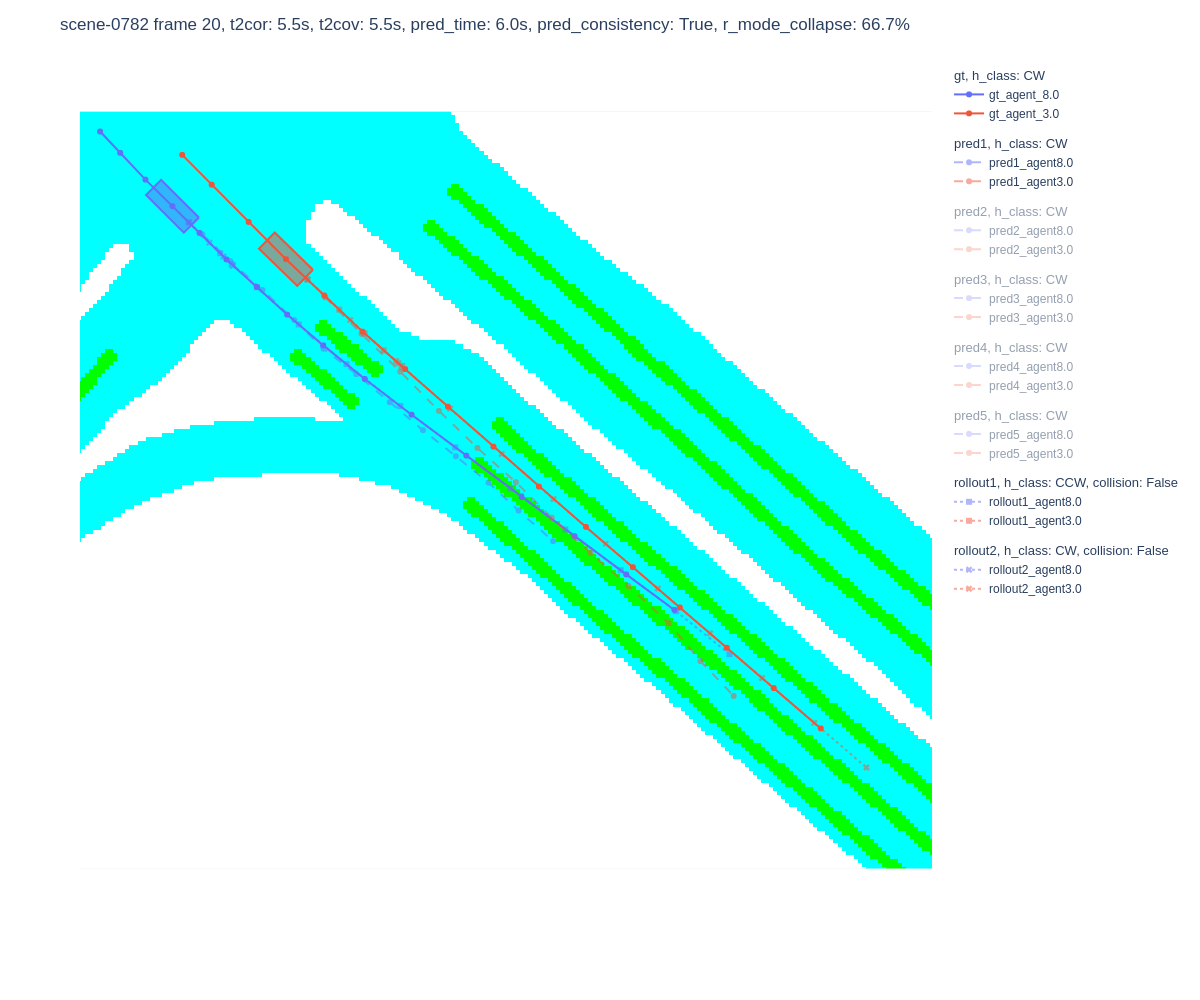 scene-0782 frame 20, t2cor: 5.5s, t2cov: 5.5s, pred_time: 6.0s, pred_consistency: True, r_mode_collapse: 66.7%
gt, h_class: CW
gt_agent_8.0
gt_agent_3.0
pred1, h_class: CW
pred1_agent8.0
pred1_agent3.0
pred2, h_class: CW
pred2_agent8.0
pred2_agent3.0
pred3, h_class: CW
pred3_agent8.0
pred3_agent3.0
pred4, h_class: CW
pred4_agent8.0
pred4_agent3.0
pred5, h_class: CW
pred5_agent8.0
pred5_agent3.0
rollout1, h_class: CCW, collision: False
rollout1_agent8.0
rollout1_agent3.0
rollout2, h_class: CW, collision: False
rollout2_agent8.0
rollout2_agent3.0